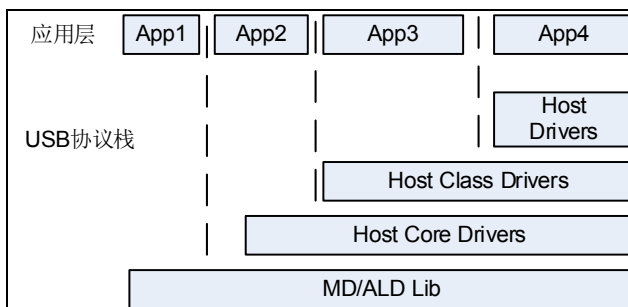 应用层 App1 App2 App3 App4
Host
Drivers
USB协议栈
Host Class Drivers
Host Core Drivers
MD/ALD Lib